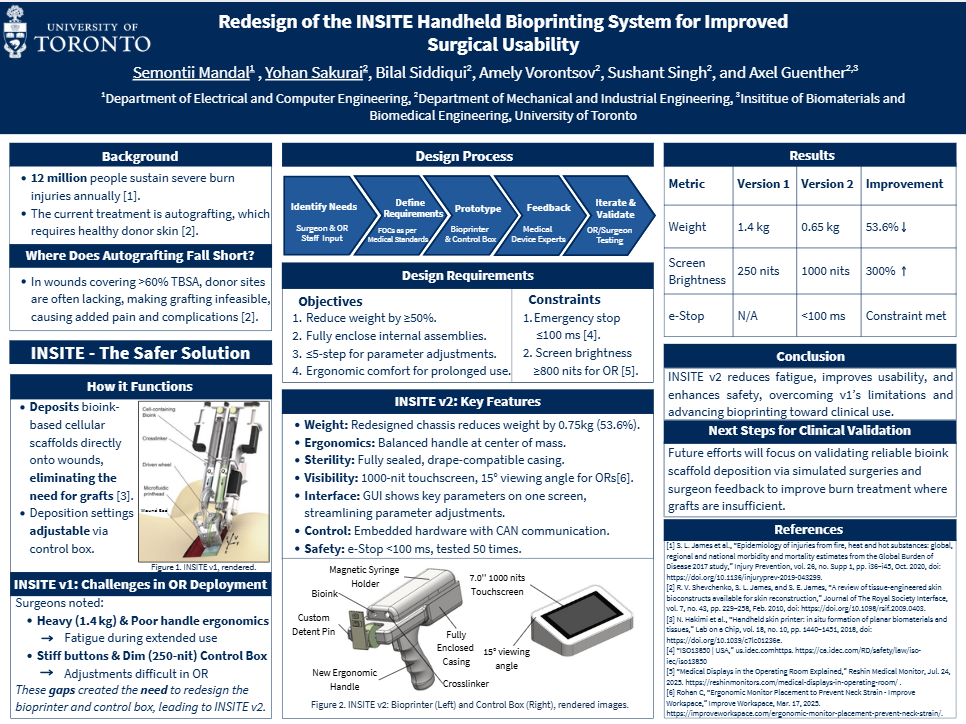 UNIVERSITY OF
TORONTO
Redesign of the INSITE Handheld Bioprinting System for Improved
Surgical Usability
Semontii Mandal¹ , Yohan Sakurai², Bilal Siddiqui², Amely Vorontsov², Sushant Singh², and Axel Guenther²,³
¹Department of Electrical and Computer Engineering, ²Department of Mechanical and Industrial Engineering, ³Insititue of Biomaterials and
Biomedical Engineering, University of Toronto
Background
• 12 million people sustain severe burn
injuries annually [1].
• The current treatment is autografting, which
requires healthy donor skin [2].
Where Does Autografting Fall Short?
• In wounds covering >60% TBSA, donor sites
are often lacking, making grafting infeasible,
causing added pain and complications [2].
INSITE - The Safer Solution
How it Functions
• Deposits bioink-
based cellular
scaffolds directly
onto wounds,
eliminating the
need for grafts [3].
• Deposition settings
adjustable via
control box.
Cell-containing
Bioink
Crosslinker
Driven wheel
Microfluidic
printhead
Wound Bed
Figure 1. INSITE v1, rendered.
INSITE v1: Challenges in OR Deployment
Surgeons noted:
• Heavy (1.4 kg) & Poor handle ergonomics
→ Fatigue during extended use
• Stiff buttons & Dim (250-nit) Control Box
→ Adjustments difficult in OR
These gaps created the need to redesign the
bioprinter and control box, leading to INSITE v2.
Design Process
Identify Needs
Surgeon & OR
Staff Input
Define
Requirements
FOCs as per
Medical Standards
Prototype
Bioprinter
& Control Box
Feedback
Medical
Device Experts
Iterate &
Validate
OR/Surgeon
Testing
Design Requirements
Objectives
1. Reduce weight by ≥50%.
2. Fully enclose internal assemblies.
3. ≤5-step for parameter adjustments.
4. Ergonomic comfort for prolonged use.
Constraints
1. Emergency stop
≤100 ms [4].
2. Screen brightness
≥800 nits for OR [5].
INSITE v2: Key Features
• Weight: Redesigned chassis reduces weight by 0.75kg (53.6%).
• Ergonomics: Balanced handle at center of mass.
• Sterility: Fully sealed, drape-compatible casing.
• Visibility: 1000-nit touchscreen, 15° viewing angle for ORs[6].
• Interface: GUI shows key parameters on one screen,
streamlining parameter adjustments.
• Control: Embedded hardware with CAN communication.
• Safety: e-Stop <100 ms, tested 50 times.
Magnetic Syringe
Holder
Bioink
Custom
Detent Pin
New Ergonomic
Handle
Fully
Enclosed
Casing
Crosslinker
7.0'' 1000 nits
Touchscreen
15° viewing
angle
Figure 2. INSITE v2: Bioprinter (Left) and Control Box (Right), rendered images.
Results
Metric Version 1 Version 2 Improvement
Weight 1.4 kg 0.65 kg 53.6% ↓
Screen
Brightness 250 nits 1000 nits 300% ↑
e-Stop N/A <100 ms Constraint met
Conclusion
INSITE v2 reduces fatigue, improves usability, and
enhances safety, overcoming v1's limitations and
advancing bioprinting toward clinical use.
Next Steps for Clinical Validation
Future efforts will focus on validating reliable bioink
scaffold deposition via simulated surgeries and
surgeon feedback to improve burn treatment where
grafts are insufficient.
References
[1] S. L. James et al., "Epidemiology of injuries from fire, heat and hot substances: global,
regional and national morbidity and mortality estimates from the Global Burden of
Disease 2017 study," Injury Prevention, vol. 26, no. Supp 1, pp. i36–i45, Oct. 2020, doi:
https://doi.org/10.1136/injuryprev-2019-043299.
[2] R. V. Shevchenko, S. L. James, and S. E. James, "A review of tissue-engineered skin
bioconstructs available for skin reconstruction," Journal of The Royal Society Interface,
vol. 7, no. 43, pp. 229–258, Feb. 2010, doi: https://doi.org/10.1098/rsif.2009.0403.
[3] N. Hakimi et al., "Handheld skin printer: in situ formation of planar biomaterials and
tissues," Lab on a Chip, vol. 18, no. 10, pp. 1440–1451, 2018, doi:
https://doi.org/10.1039/c7lc01236e.
[4] "ISO13850 | USA," us.idec.comhttps. https://ca.idec.com/RD/safety/law/iso-
iec/iso13850
[5] "Medical Displays in the Operating Room Explained," Reshin Medical Monitor, Jul. 24,
2025. https://reshinmonitors.com/medical-displays-in-operating-room/ .
[6] Rohan C, "Ergonomic Monitor Placement to Prevent Neck Strain - Improve
Workspace," Improve Workspace, Mar. 17, 2025.
https://improveworkspace.com/ergonomic-monitor-placement-prevent-neck-strain/.